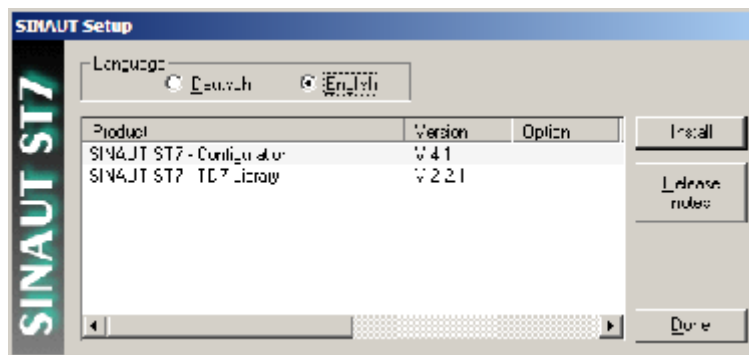 SINAUT Setup
SINAUT ST7
Language
Deutsch English
Product Version Option
SINAUT ST7 - Configurator V 4.1
SINAUT ST7 - TD7 Library V 2.2.1
Install
Release
notes
Done